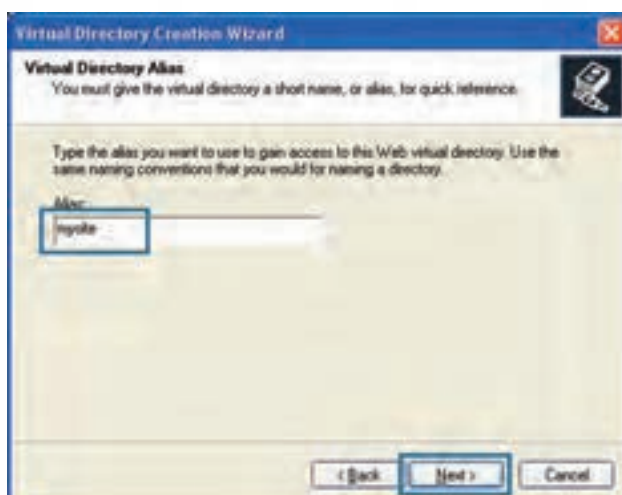 Virtual Directory Creation Wizard
Virtual Directory Alias
You must give the virtual directory a short name, or alias, for quick reference.
Type the alias you want to use to gain access to this Web virtual directory. Use the
same naming conventions that you would for naming a directory.
Alias:
mysite
< Back
Next >
Cancel